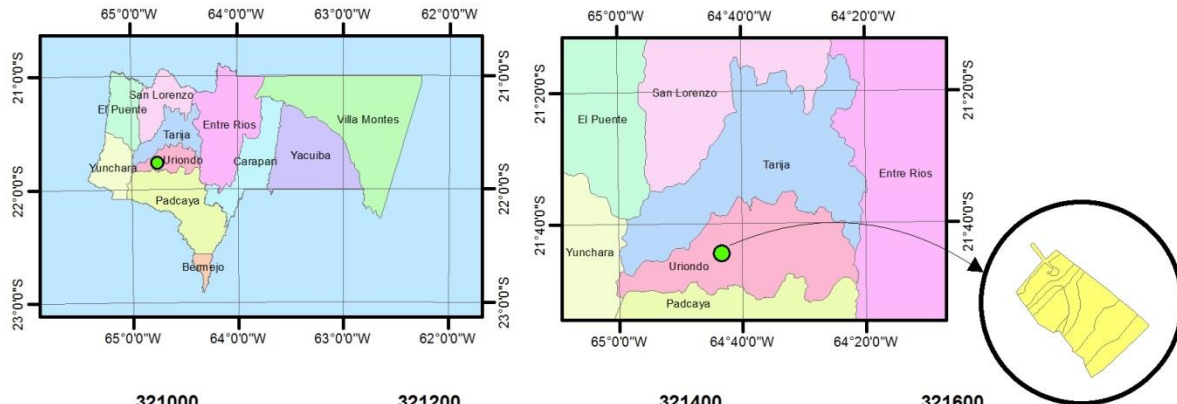 65°0'0"W 64°0'0"W 63°0'0"W 62°0'0"W
21°0'0"S
22°0'0"S
23°0'0"S
San Lorenzo
El Puente
Entre Rios
Villa Montes
Tarija
Uriondo
Carapari
Yacuiba
Yunchara
Padcaya
Bermejo
21°0'0"S
22°0'0"S
23°0'0"S
65°0'0"W 64°0'0"W 63°0'0"W 62°0'0"W
65°0'0"W 64°40'0"W 64°20'0"W
21°20'0"S
21°40'0"S
San Lorenzo
El Puente
Tarija
Entre Rios
Yunchara
Uriondo
Padcaya
21°20'0"S
21°40'0"S
65°0'0"W 64°40'0"W 64°20'0"W
321000 321200 321400 321600